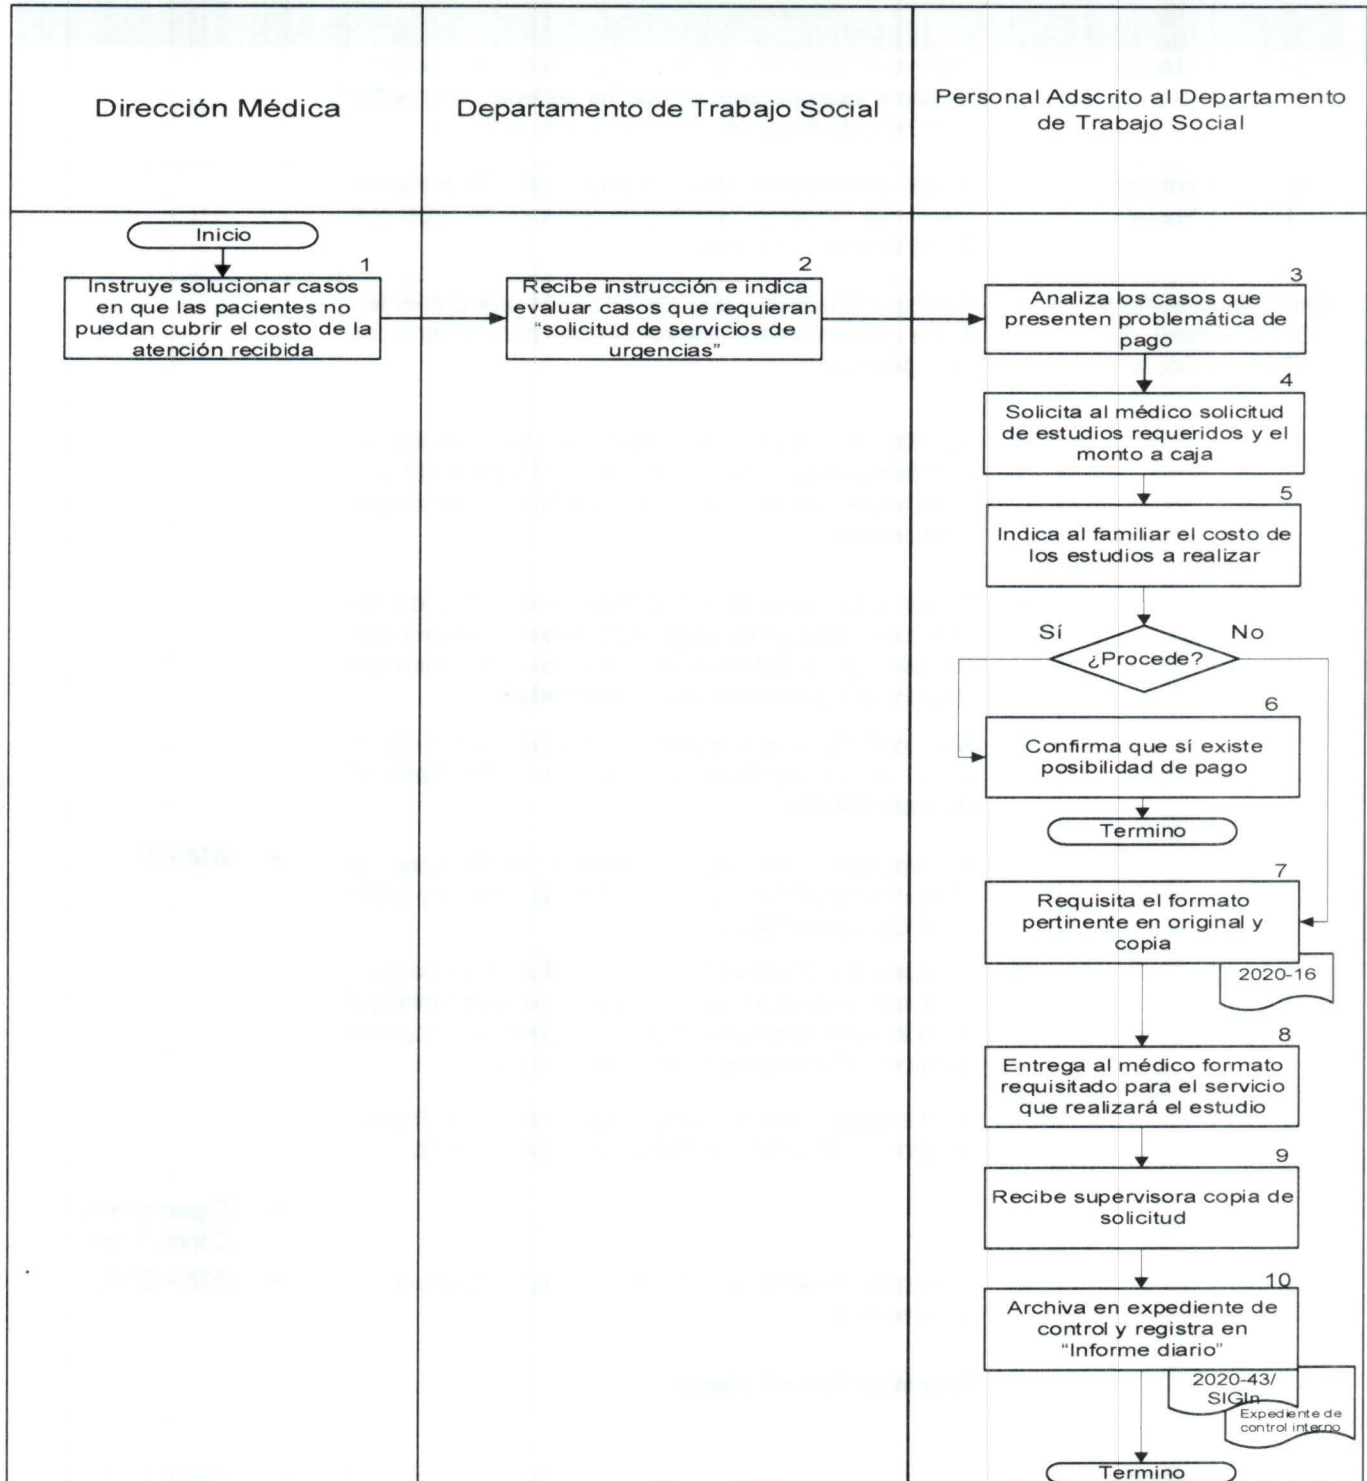 Dirección Médica
Departamento de Trabajo Social
Personal Adscrito al Departamento
de Trabajo Social
Inicio
1
Instruye solucionar casos
en que las pacientes no
puedan cubrir el costo de la
atención recibida
2
Recibe instrucción e indica
evaluar casos que requieran
“solicitud de servicios de
urgencias”
3
Analiza los casos que
presenten problemática de
pago
4
Solicita al médico solicitud
de estudios requeridos y el
monto a caja
5
Indica al familiar el costo de
los estudios a realizar
Sí
No
¿Procede?
6
Confirma que sí existe
posibilidad de pago
Termino
7
Requisita el formato
pertinente en original y
copia
2020-16
8
Entrega al médico formato
requisitado para el servicio
que realizará el estudio
9
Recibe supervisora copia de
solicitud
10
Archiva en expediente de
control y registra en
“Informe diario”
2020-43/
SIGIn
Expediente de
control interno
Termino